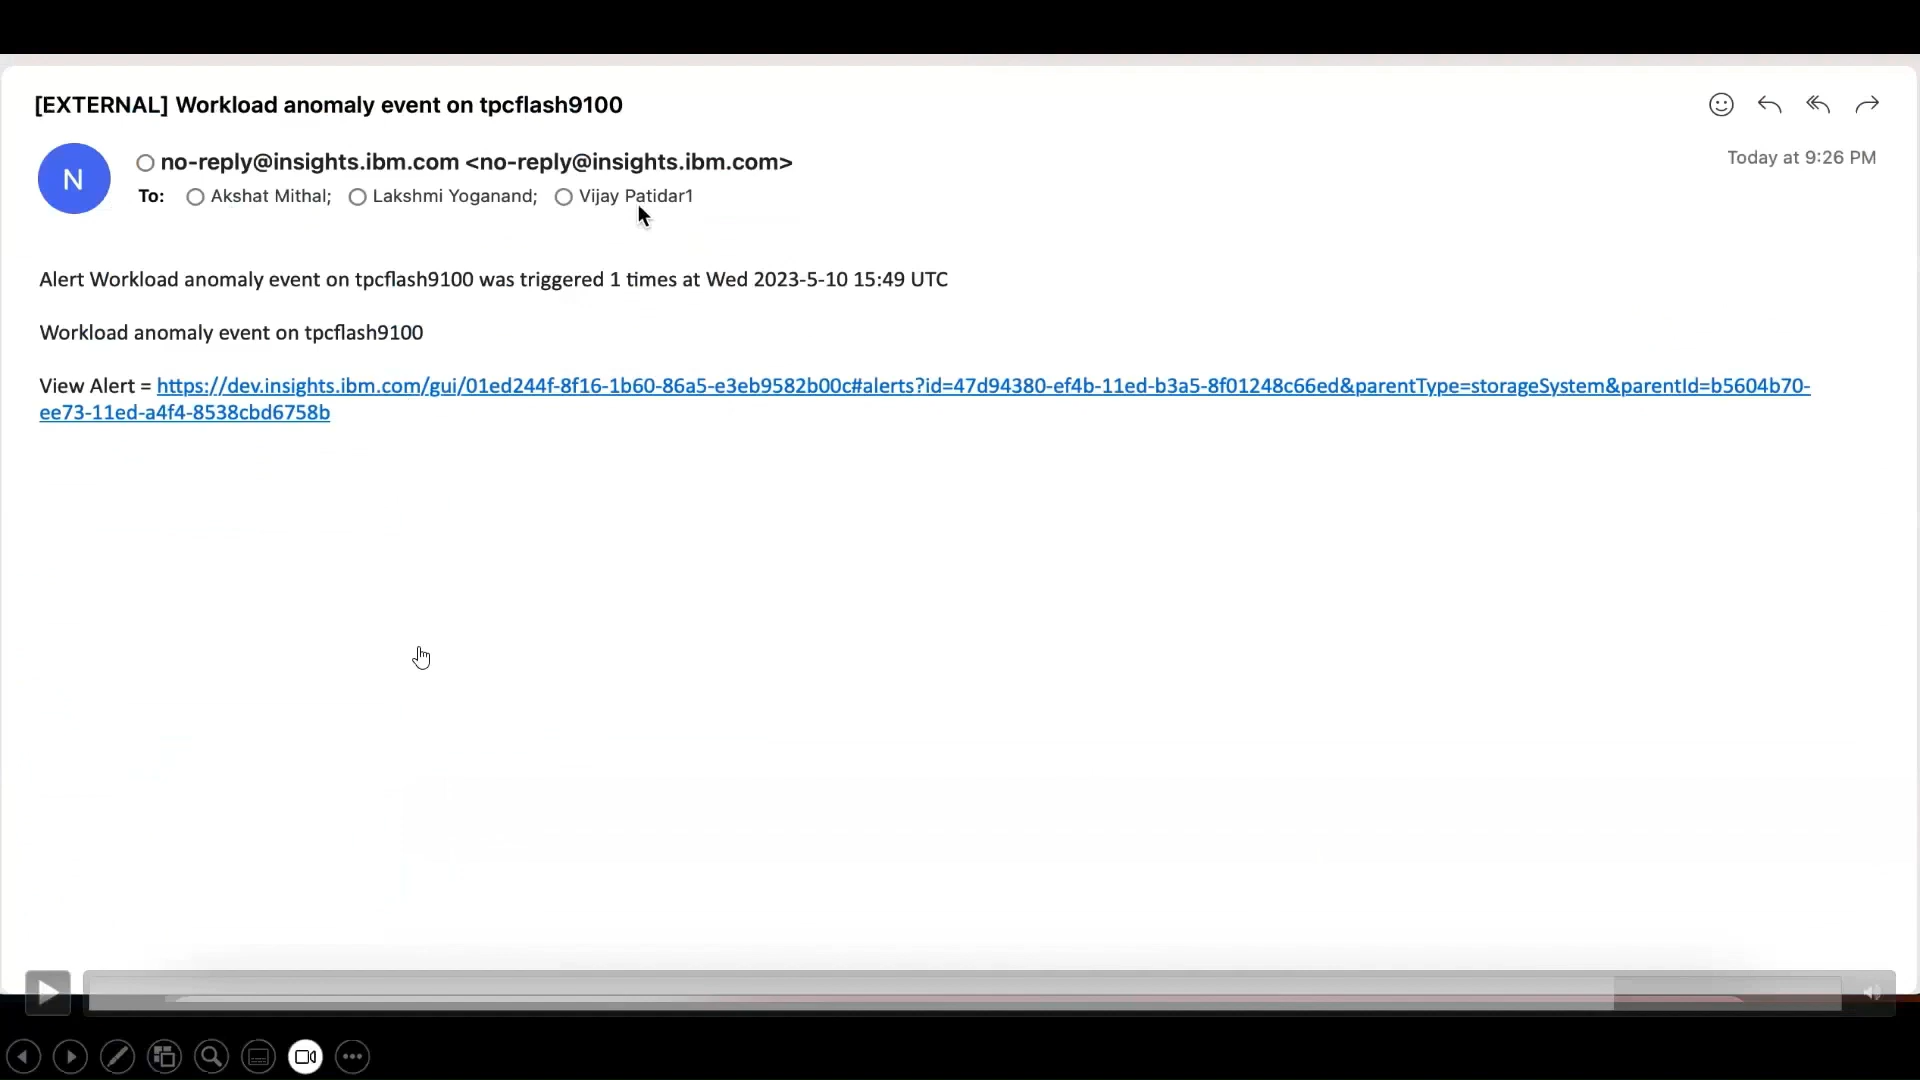 [EXTERNAL] Workload anomaly event on tpcflash9100
N
no-reply@insights.ibm.com <no-reply@insights.ibm.com>
Today at 9:26 PM
To: Akshat Mithal; Lakshmi Yoganand; Vijay Patidar1
Alert Workload anomaly event on tpcflash9100 was triggered 1 times at Wed 2023-5-10 15:49 UTC
Workload anomaly event on tpcflash9100
View Alert = https://dev.insights.ibm.com/gui/01ed244f-8f16-1b60-86a5-e3eb9582b00c#alerts?id=47d94380-ef4b-11ed-b3a5-8f01248c66ed&parentType=storageSystem&parentId=b5604b70-
ee73-11ed-a4f4-8538cbd6758b